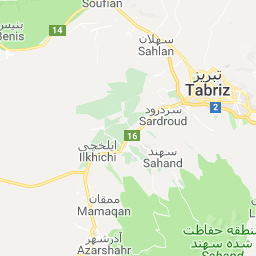 Soufian
14
بنیس
Benis
سهلان
Sahlan
تبریز
Tabriz
2
سردرود
Sardroud
16
ایلخچی
Ilkhichi
سهند
Sahand
ممقان
Mamaqan
منطقه حفاظت
شده سهند
آذرشهر
Azarshahr